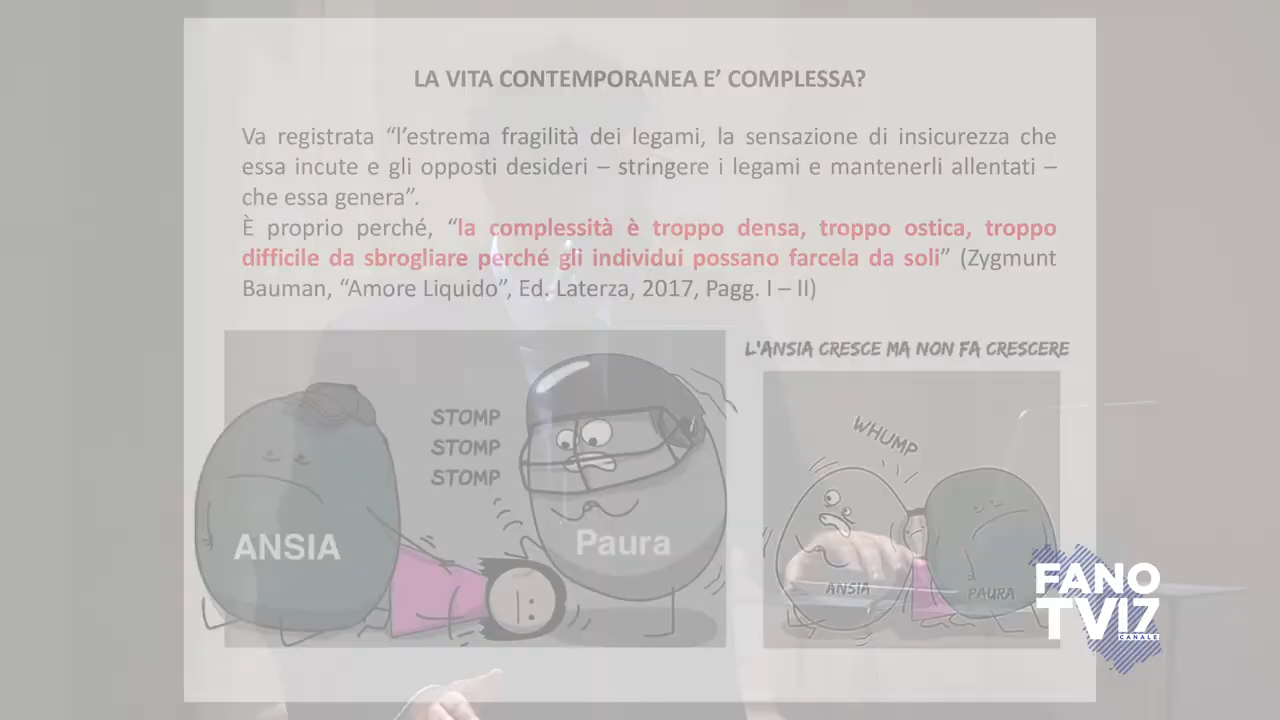 LA VITA CONTEMPORANEA E’ COMPLESSA?
Va registrata “l’estrema fragilità dei legami, la sensazione di insicurezza che
essa incute e gli opposti desideri – stringere i legami e mantenerli allentati –
che essa genera”.
È proprio perché, “la complessità è troppo densa, troppo ostica, troppo
difficile da sbrogliare perché gli individui possano farcela da soli” (Zygmunt
Bauman, “Amore Liquido”, Ed. Laterza, 2017, Pagg. I – II)
STOMP
STOMP
STOMP
ANSIA
Paura
L'ANSIA CRESCE MA NON FA CRESCERE
WHUMP
ANSIA
PAURA
FANO
TV17
CANALE